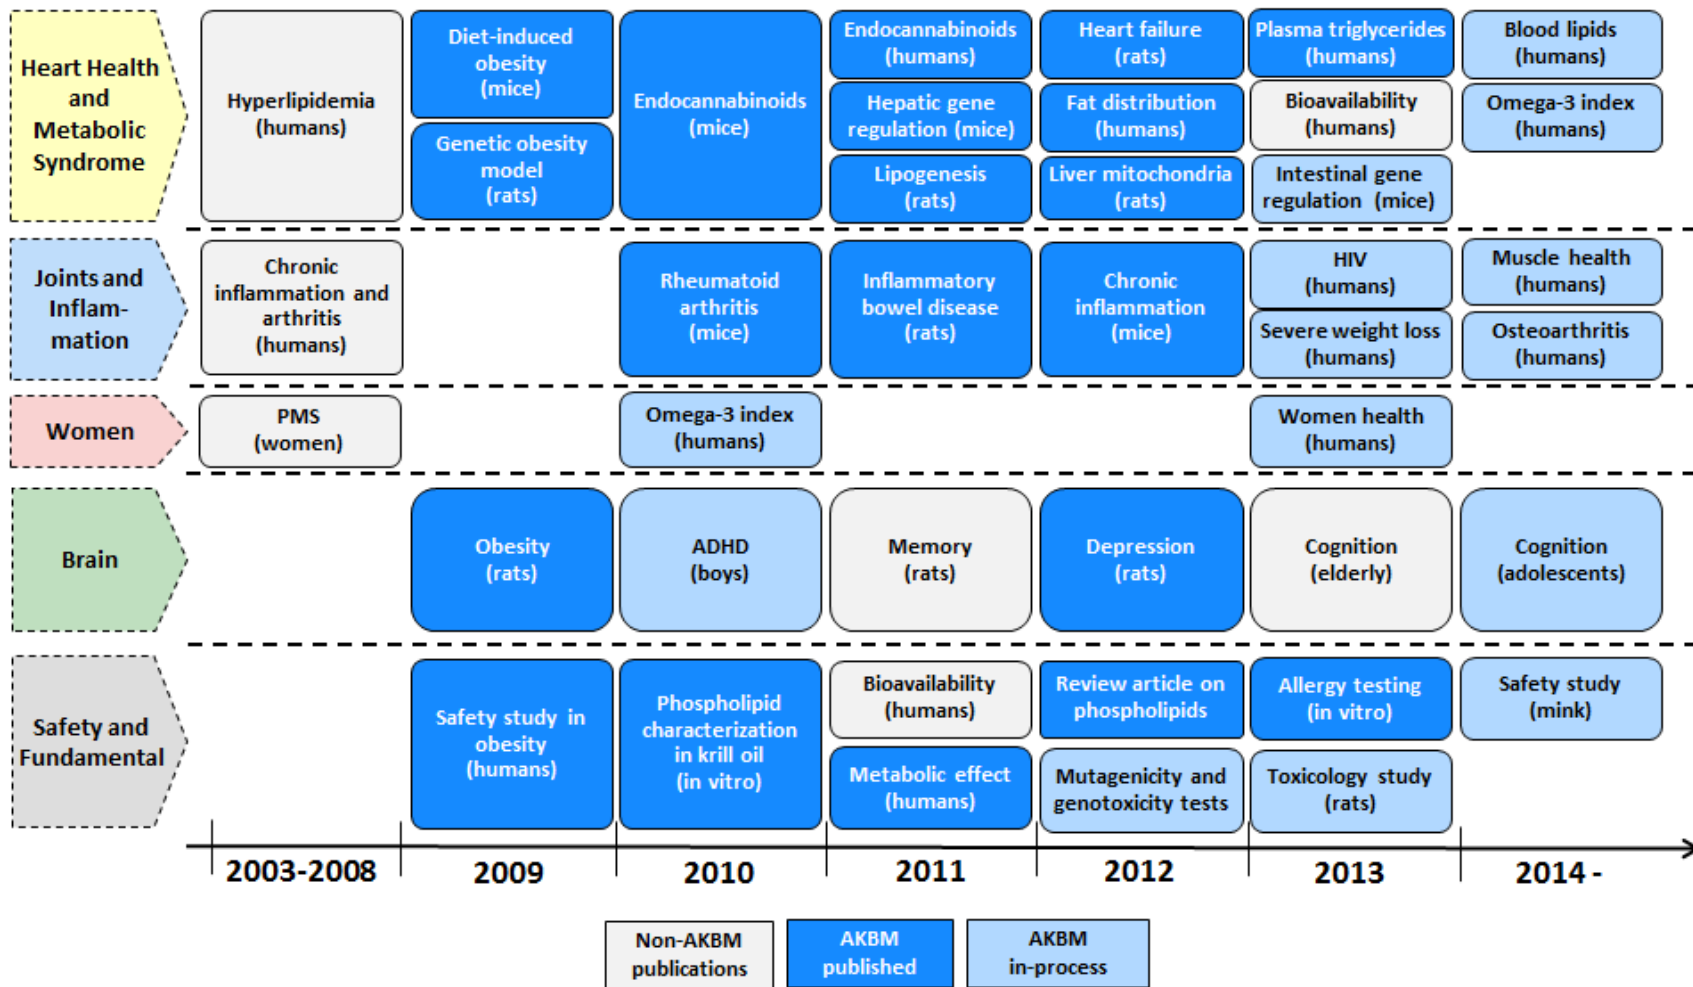 Heart Health
and
Metabolic
Syndrome
Hyperlipidemia
(humans)
Diet-induced
obesity
(mice)
Genetic obesity
model
(rats)
Endocannabinoids
(mice)
Endocannabinoids
(humans)
Hepatic gene
regulation (mice)
Lipogenesis
(rats)
Heart failure
(rats)
Fat distribution
(humans)
Liver mitochondria
(rats)
Plasma triglycerides
(humans)
Bioavailability
(humans)
Intestinal gene
regulation (mice)
Blood lipids
(humans)
Omega-3 index
(humans)
Joints and
Inflam-
mation
Chronic
inflammation and
arthritis
(humans)
Rheumatoid
arthritis
(mice)
Inflammatory
bowel disease
(rats)
Chronic
inflammation
(mice)
HIV
(humans)
Severe weight loss
(humans)
Muscle health
(humans)
Osteoarthritis
(humans)
Women
PMS
(women)
Omega-3 index
(humans)
Women health
(humans)
Brain
Obesity
(rats)
ADHD
(boys)
Memory
(rats)
Depression
(rats)
Cognition
(elderly)
Cognition
(adolescents)
Safety and
Fundamental
Safety study in
obesity
(humans)
Phospholipid
characterization
in krill oil
(in vitro)
Bioavailability
(humans)
Metabolic effect
(humans)
Review article on
phospholipids
Mutagenicity and
genotoxicity tests
Allergy testing
(in vitro)
Toxicology study
(rats)
Safety study
(mink)
2003-2008
2009
2010
2011
2012
2013
2014 -
Non-AKBM
publications
AKBM
published
AKBM
in-process